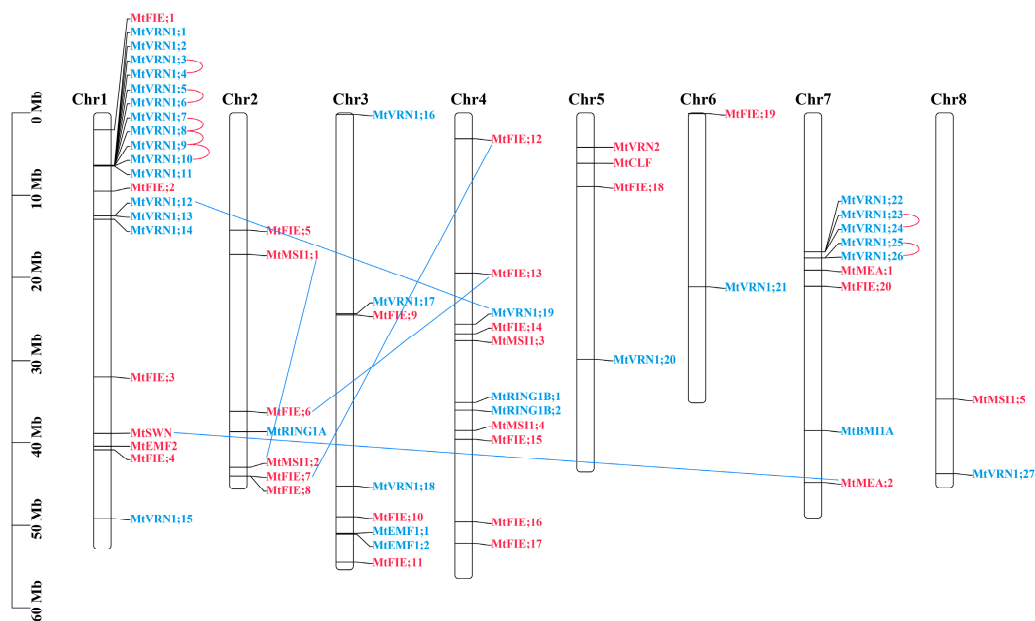 0 Mb
10 Mb
20 Mb
30 Mb
40 Mb
50 Mb
60 Mb
Chr1
MtFIE;1
MtVRN1;1
MtVRN1;2
MtVRN1;3
MtVRN1;4
MtVRN1;5
MtVRN1;6
MtVRN1;7
MtVRN1;8
MtVRN1;9
MtVRN1;10
MtVRN1;11
MtFIE;2
MtVRN1;12
MtVRN1;13
MtVRN1;14
MtFIE;3
MtSWN
MtEMF2
MtFIE;4
MtVRN1;15
Chr2
MtFIE;5
MtMSI1;1
MtFIE;6
MtRING1A
MtMSI1;2
MtFIE;7
MtFIE;8
Chr3
MtVRN1;16
MtVRN1;17
MtFIE;9
MtVRN1;18
MtFIE;10
MtEMF1;1
MtEMF1;2
MtFIE;11
Chr4
MtFIE;12
MtFIE;13
MtVRN1;19
MtFIE;14
MtMSI1;3
MtRING1B;1
MtRING1B;2
MtMSI1;4
MtFIE;15
MtFIE;16
MtFIE;17
Chr5
MtVRN2
MtCLF
MtFIE;18
MtVRN1;20
Chr6
MtFIE;19
MtVRN1;21
Chr7
MtVRN1;22
MtVRN1;23
MtVRN1;24
MtVRN1;25
MtVRN1;26
MtMEA;1
MtFIE;20
MtBMI1A
MtMEA;2
Chr8
MtMSI1;5
MtVRN1;27